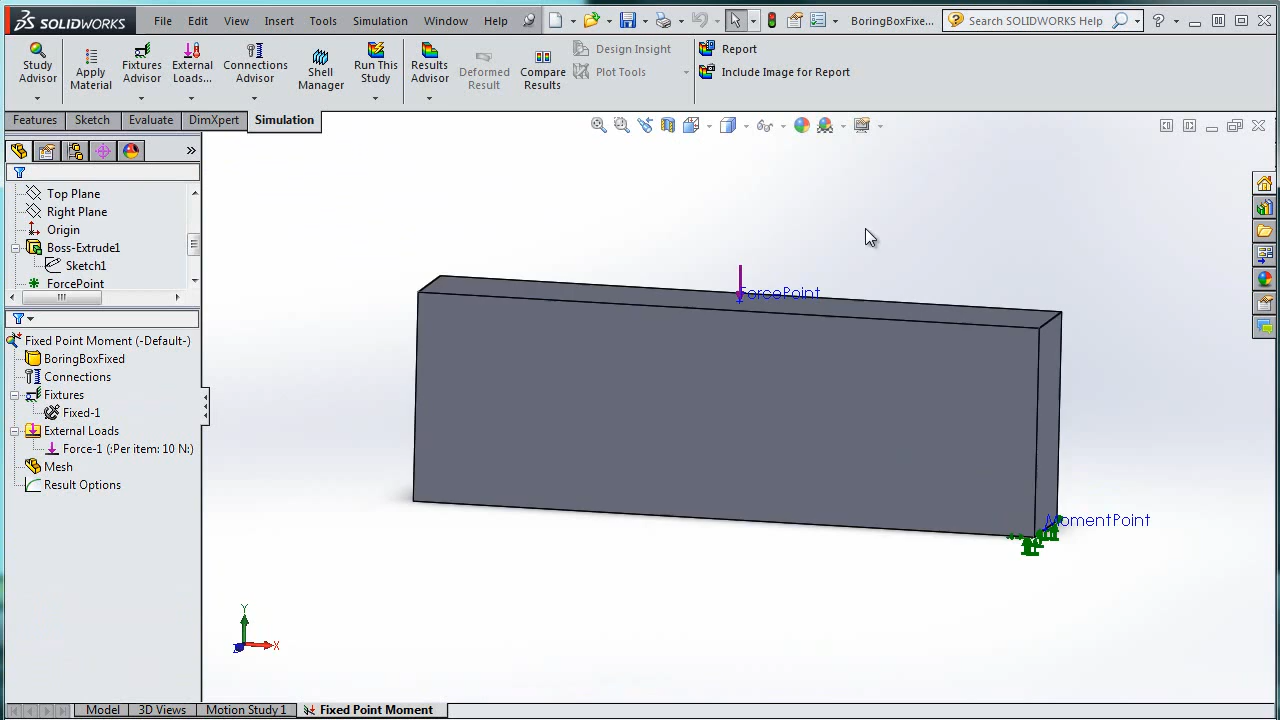 SOLIDWORKS File Edit View Insert Tools Simulation Window Help BoringBoxFixe... Search SOLIDWORKS Help
Study Advisor
Apply Material
Fixtures Advisor
External Loads...
Connections Advisor
Shell Manager
Run This Study
Results Advisor
Deformed Result
Compare Results
Design Insight
Plot Tools
Report
Include Image for Report
Features Sketch Evaluate DimXpert Simulation
Top Plane
Right Plane
Origin
Boss-Extrude1
Sketch1
ForcePoint
Fixed Point Moment (-Default-)
BoringBoxFixed
Connections
Fixtures
Fixed-1
External Loads
Force-1 (:Per item: 10 N:)
Mesh
Result Options
ForcePoint
MomentPoint
Y
X
Z
Model 3D Views Motion Study 1 Fixed Point Moment